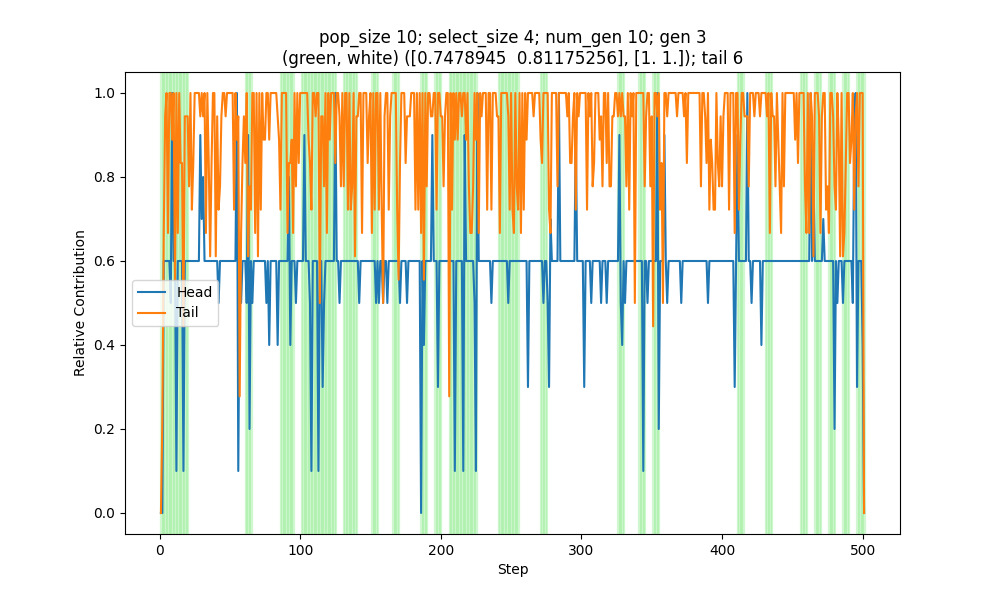 pop_size 10; select_size 4; num_gen 10; gen 3
(green, white) ([0.7478945  0.81175256], [1. 1.]); tail 6
1.0
0.8
0.6
0.4
0.2
0.0
Relative Contribution
Head
Tail
0
100
200
300
400
500
Step